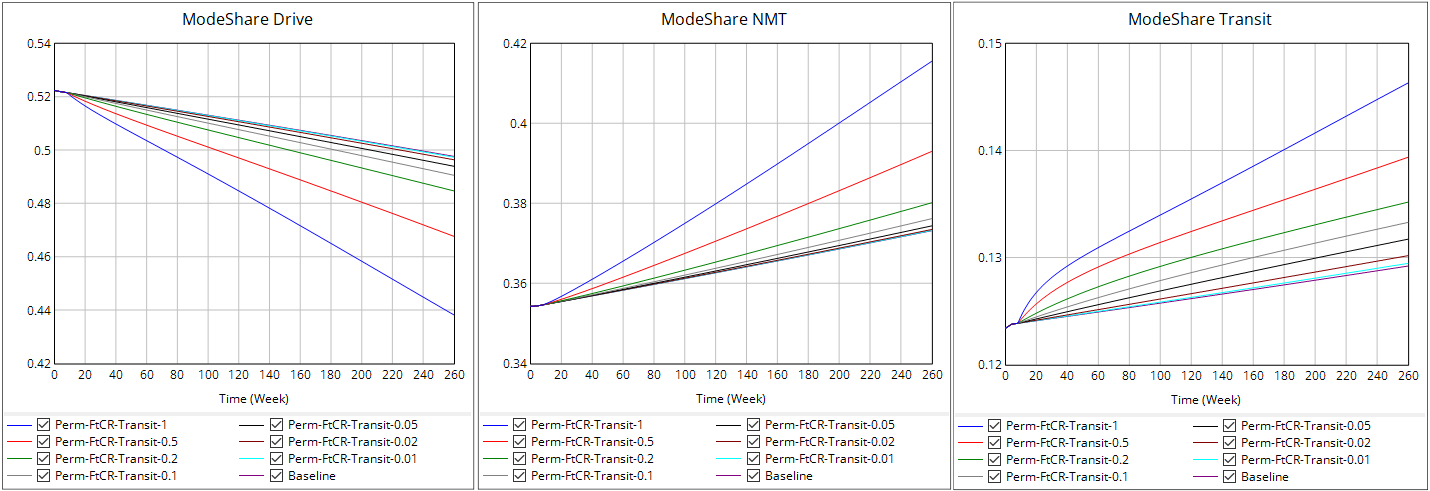 ModeShare Drive
0.54
0.52
0.5
0.48
0.46
0.44
0.42
0 20 40 60 80 100 120 140 160 180 200 220 240 260
Time (Week)
Perm-FtCR-Transit-1 Perm-FtCR-Transit-0.05
Perm-FtCR-Transit-0.5 Perm-FtCR-Transit-0.02
Perm-FtCR-Transit-0.2 Perm-FtCR-Transit-0.01
Perm-FtCR-Transit-0.1 Baseline
ModeShare NMT
0.42
0.4
0.38
0.36
0.34
0 20 40 60 80 100 120 140 160 180 200 220 240 260
Time (Week)
Perm-FtCR-Transit-1 Perm-FtCR-Transit-0.05
Perm-FtCR-Transit-0.5 Perm-FtCR-Transit-0.02
Perm-FtCR-Transit-0.2 Perm-FtCR-Transit-0.01
Perm-FtCR-Transit-0.1 Baseline
ModeShare Transit
0.15
0.14
0.13
0.12
0 20 40 60 80 100 120 140 160 180 200 220 240 260
Time (Week)
Perm-FtCR-Transit-1 Perm-FtCR-Transit-0.05
Perm-FtCR-Transit-0.5 Perm-FtCR-Transit-0.02
Perm-FtCR-Transit-0.2 Perm-FtCR-Transit-0.01
Perm-FtCR-Transit-0.1 Baseline